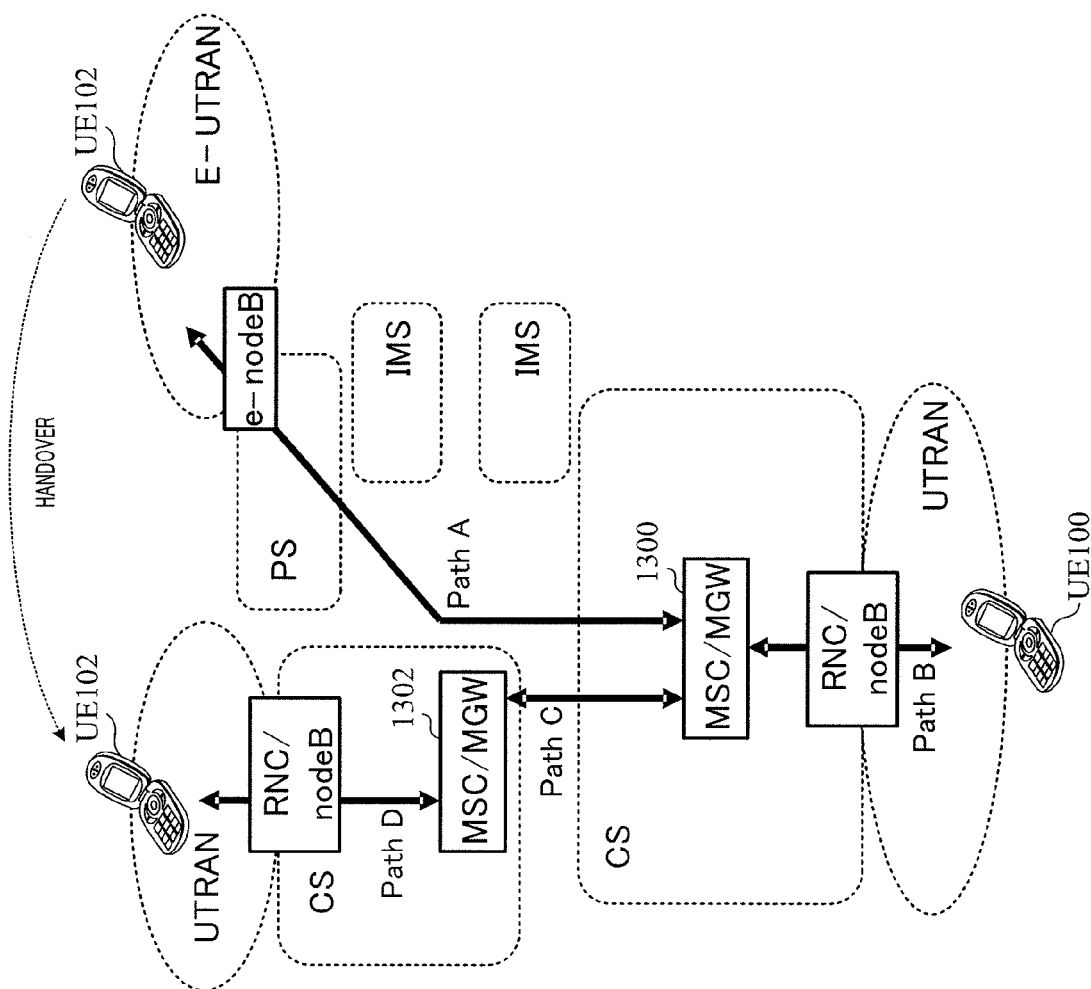 HANDOVER
UE102
UE102
UTRAN
E-UTRAN
RNC/
nodeB
e-nodeB
CS
Path D
PS
1302
MSC/MGW
IMS
Path A
Path C
IMS
CS
1300
MSC/MGW
RNC/
nodeB
UTRAN
Path B
UE100